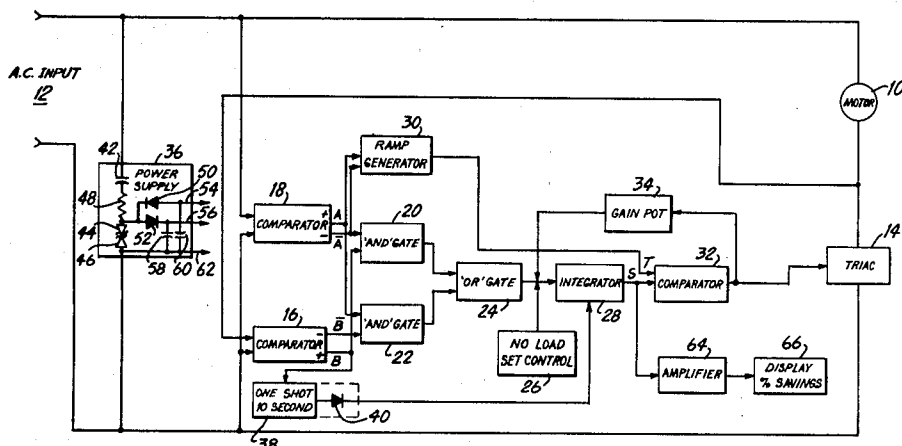 12
A.C. INPUT
12
42
36
POWER
SUPPLY
50
54
48
56
44
46
52
58
60
62
30
RAMP
GENERATOR
18
COMPARATOR
+
-
A
A̅
20
'AND' GATE
16
COMPARATOR
-
+
B̅
B
22
'AND' GATE
'OR' GATE
24
34
GAIN POT
INTEGRATOR
28
S
T
32
COMPARATOR
NO LOAD
SET CONTROL
26
10
MOTOR
14
TRIAC
64
AMPLIFIER
66
DISPLAY
% SAVINGS
ONE SHOT
10 SECOND
38
40